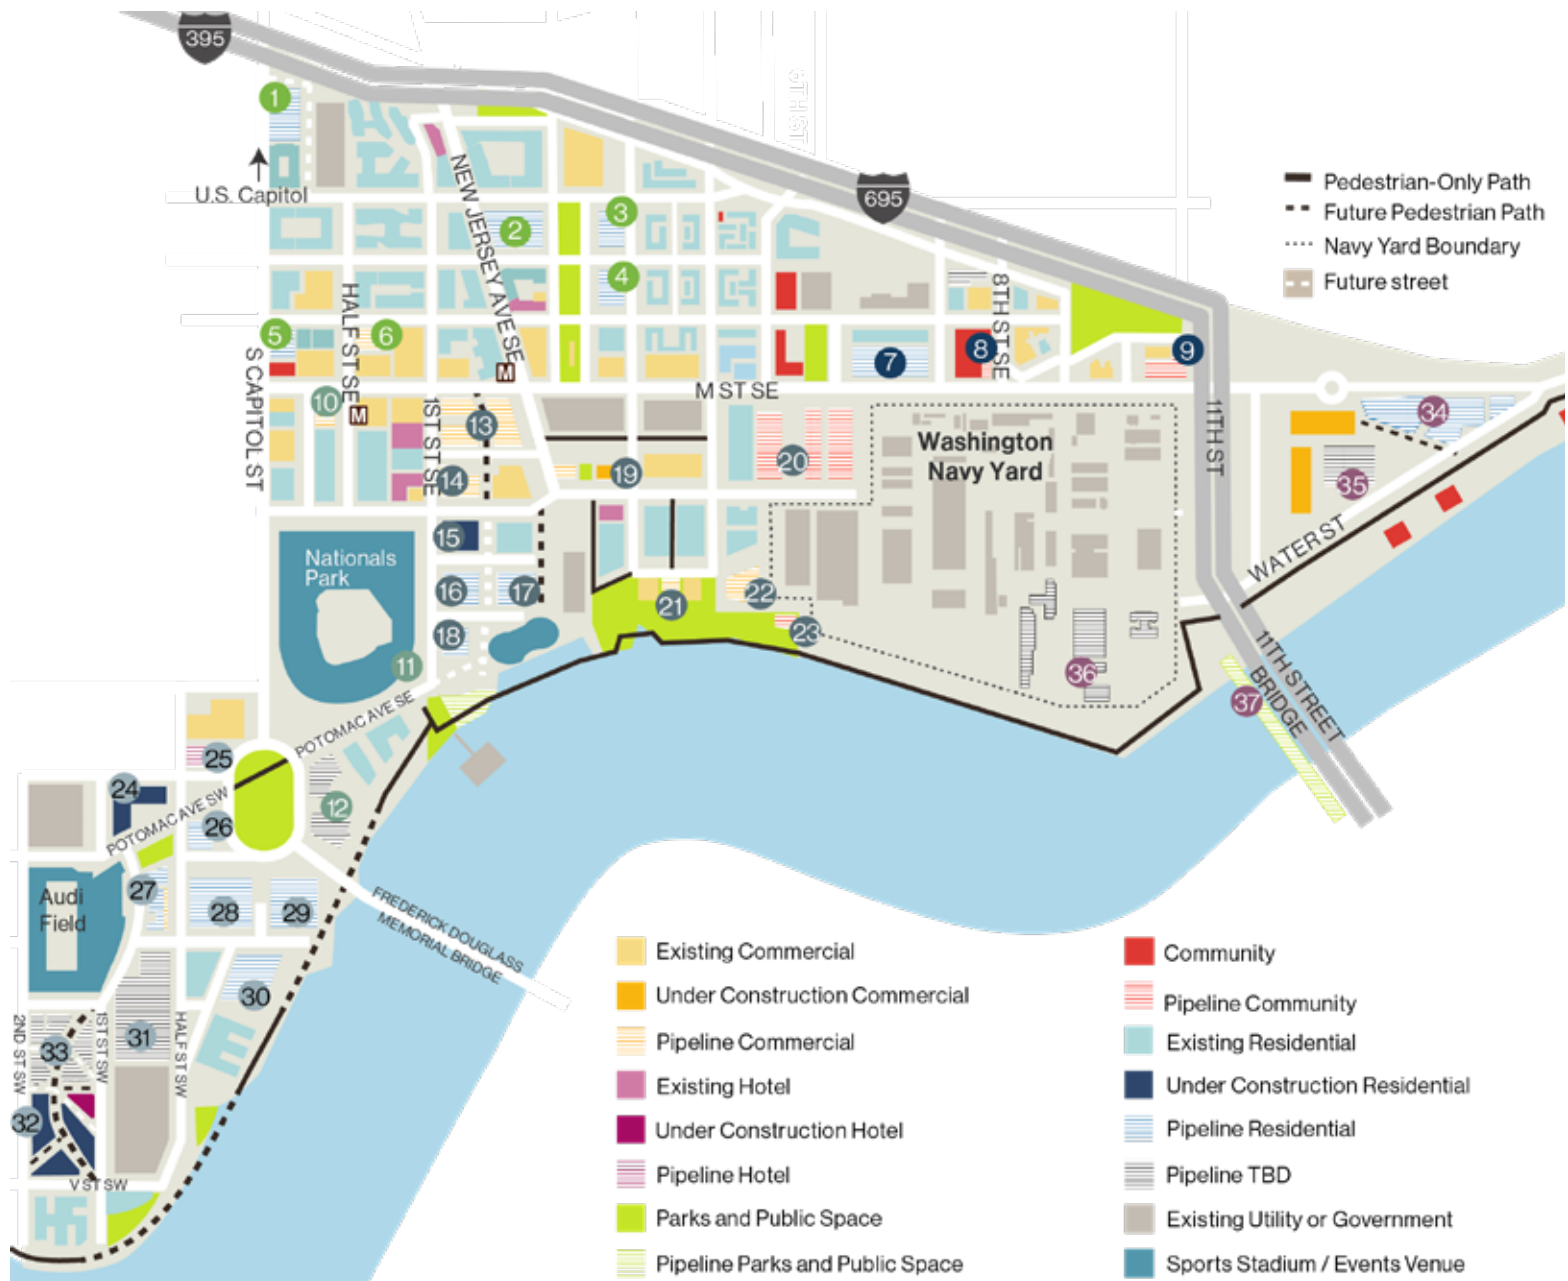 395
6TH ST
1
U.S. Capitol
NEW JERSEY AVE SE
2
3
695
Pedestrian-Only Path
Future Pedestrian Path
Navy Yard Boundary
Future street
4
HALF ST SE
8TH ST SE
5
6
7
8
9
S CAPITOL ST
M
M ST SE
10
M
1ST ST SE
13
11TH ST
34
Washington
Navy Yard
14
19
20
35
15
Nationals
Park
WATER ST
16
17
21
22
18
23
11
36
37
11TH STREET
BRIDGE
POTOMAC AVE SE
25
24
12
POTOMAC AVE SW
26
27
Audi
Field
28
29
FREDERICK DOUGLASS
MEMORIAL BRIDGE
30
31
33
2ND ST SW
1ST ST SW
HALF ST SW
32
V ST SW
Existing Commercial
Under Construction Commercial
Pipeline Commercial
Existing Hotel
Under Construction Hotel
Pipeline Hotel
Parks and Public Space
Pipeline Parks and Public Space
Community
Pipeline Community
Existing Residential
Under Construction Residential
Pipeline Residential
Pipeline TBD
Existing Utility or Government
Sports Stadium / Events Venue